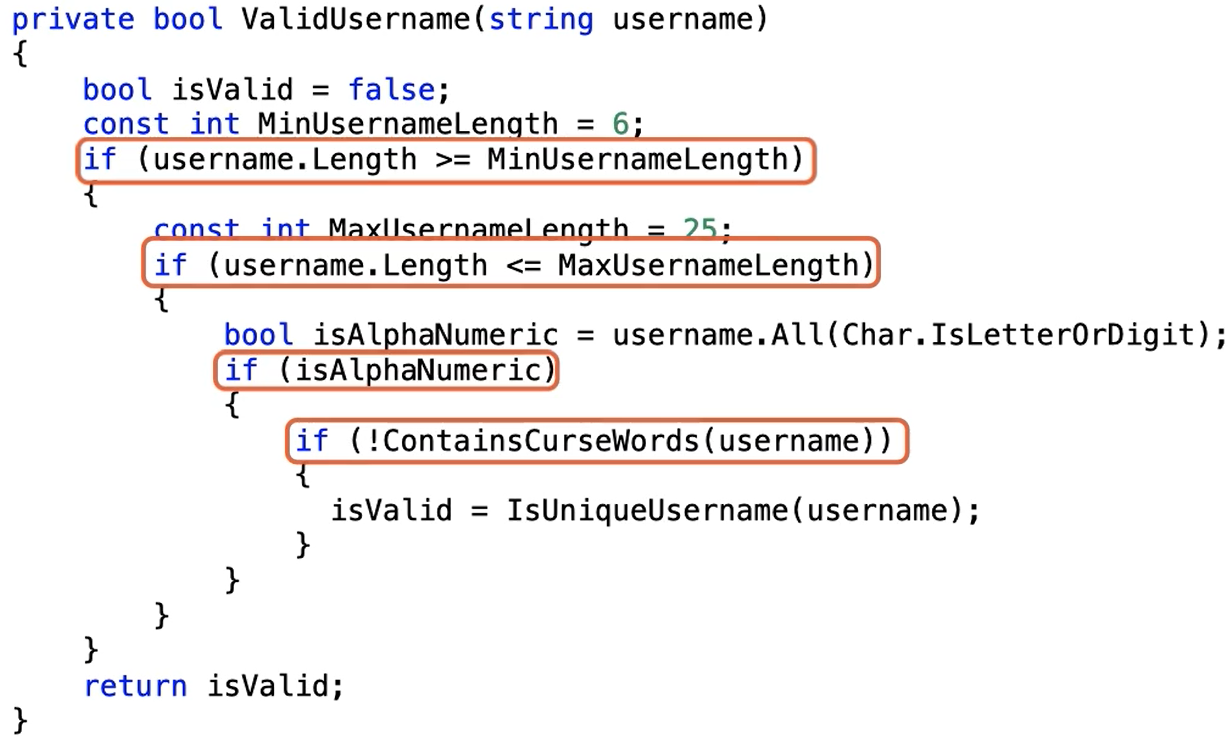 private bool ValidUsername(string username)
{
bool isValid = false;
const int MinUsernameLength = 6;
if (username.Length >= MinUsernameLength)
{
const int MaxUsernameLength = 25;
if (username.Length <= MaxUsernameLength)
{
bool isAlphaNumeric = username.All(Char.IsLetterOrDigit);
if (isAlphaNumeric)
{
if (!ContainsCurseWords(username))
{
isValid = IsUniqueUsername(username);
}
}
}
}
return isValid;
}